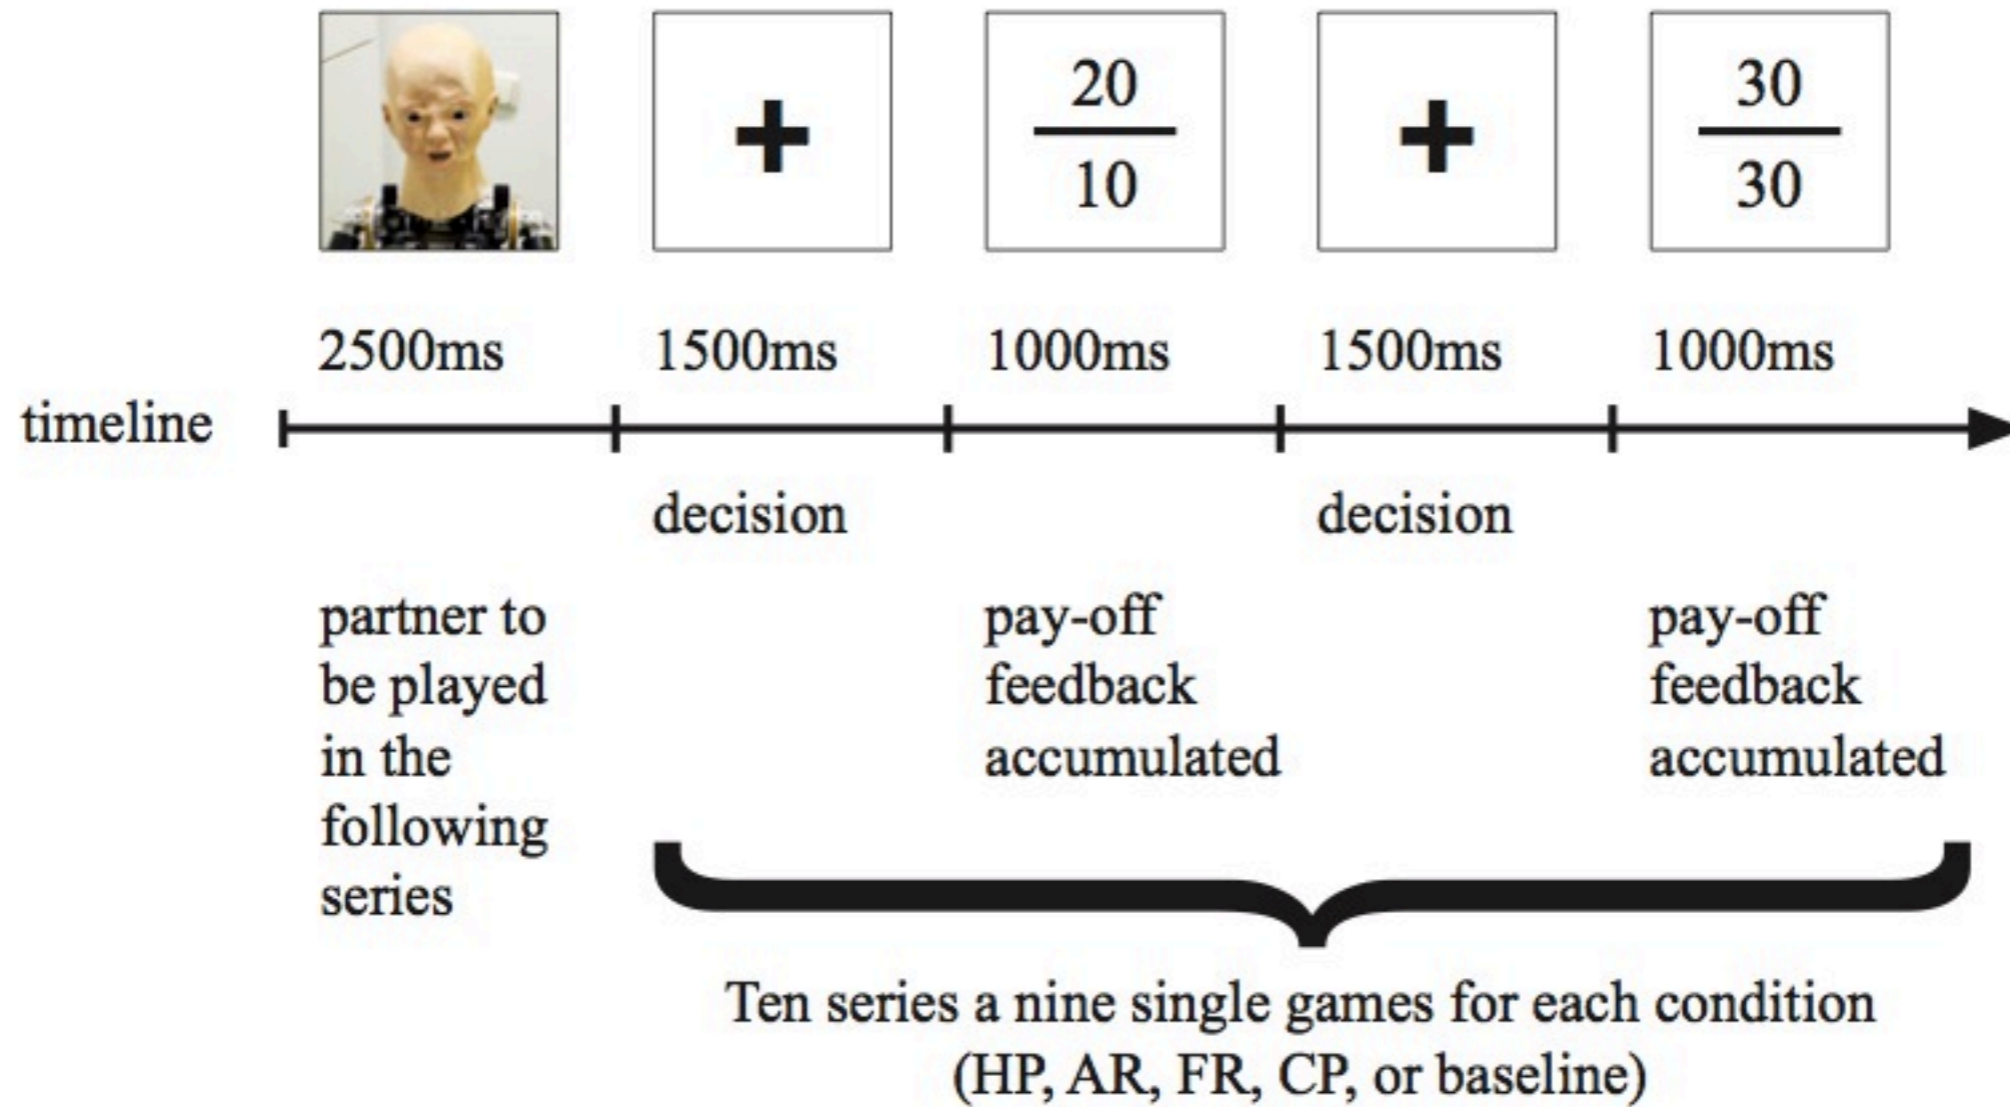 +
20
10
+
30
30
2500ms 1500ms 1000ms 1500ms 1000ms
timeline
decision decision
partner to
be played
in the
following
series
pay-off
feedback
accumulated
pay-off
feedback
accumulated
Ten series a nine single games for each condition
(HP, AR, FR, CP, or baseline)